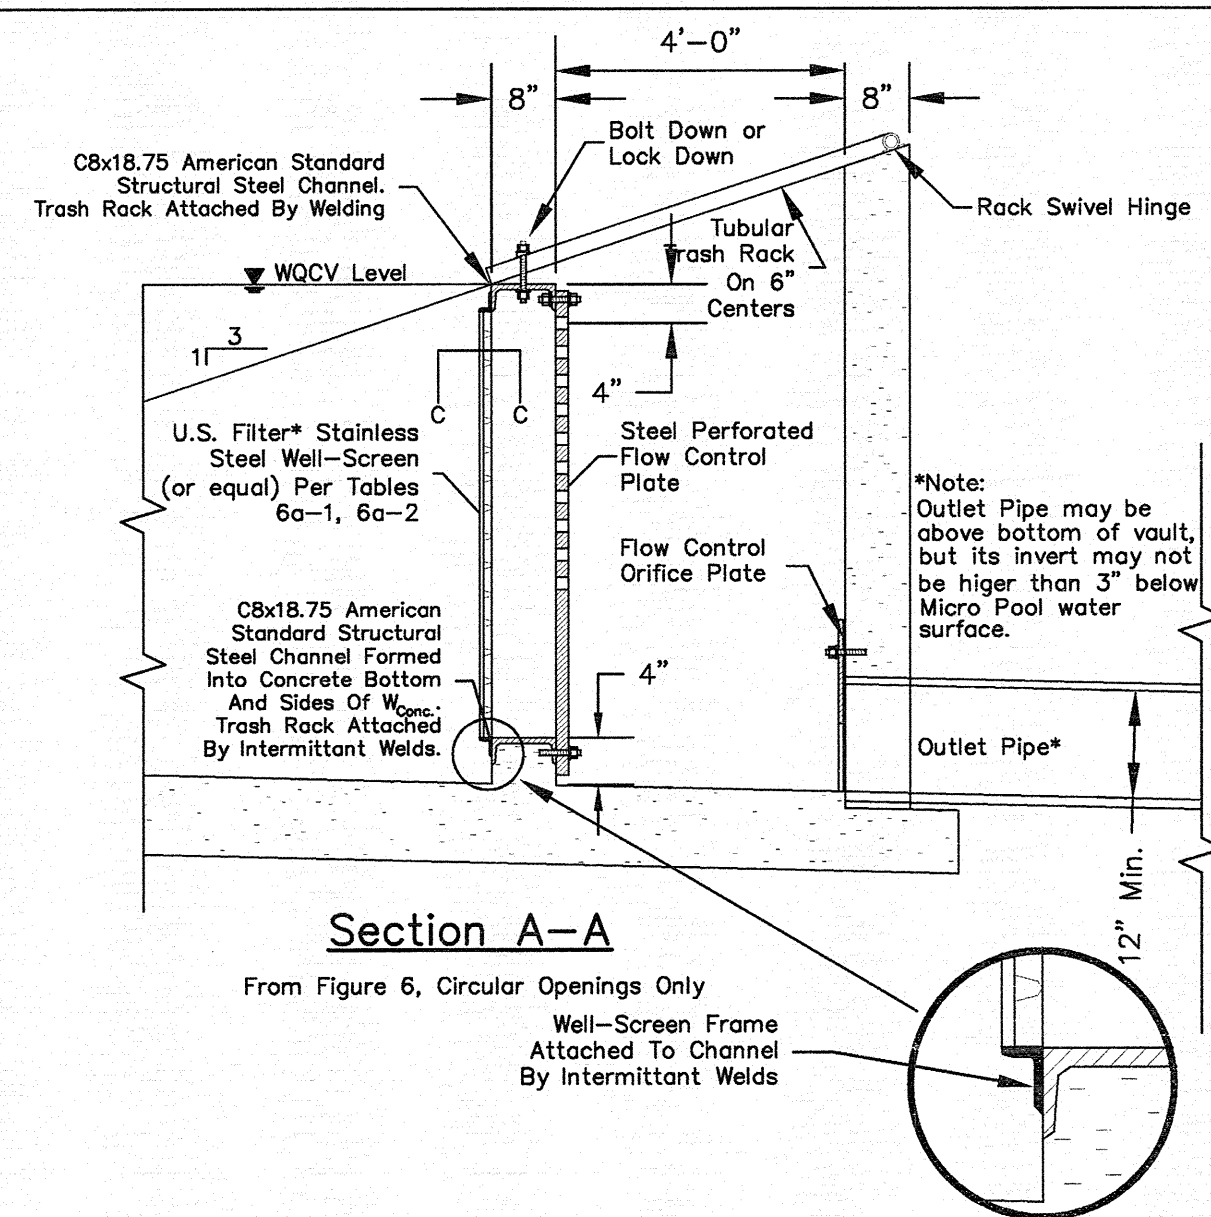 4'-0"
8"
8"
Bolt Down or
Lock Down
C8x18.75 American Standard
Structural Steel Channel.
Trash Rack Attached By Welding
Rack Swivel Hinge
Tubular
Trash Rack
On 6"
Centers
WQCV Level
3
1
4"
C
C
U.S. Filter* Stainless
Steel Well-Screen
(or equal) Per Tables
6a-1, 6a-2
Steel Perforated
Flow Control
Plate
*Note:
Outlet Pipe may be
above bottom of vault,
but its invert may not
be higer than 3" below
Micro Pool water
surface.
Flow Control
Orifice Plate
C8x18.75 American
Standard Structural
Steel Channel Formed
Into Concrete Bottom
And Sides Of WConc..
Trash Rack Attached
By Intermittant Welds.
4"
Outlet Pipe*
12" Min.
Section A-A
From Figure 6, Circular Openings Only
Well-Screen Frame
Attached To Channel
By Intermittant Welds